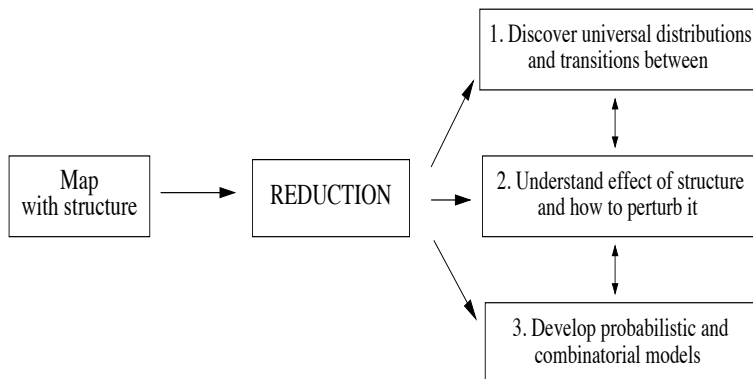 1. Discover universal distributions
and transitions between
Map
with structure
REDUCTION
2. Understand effect of structure
and how to perturb it
3. Develop probabilistic and
combinatorial models